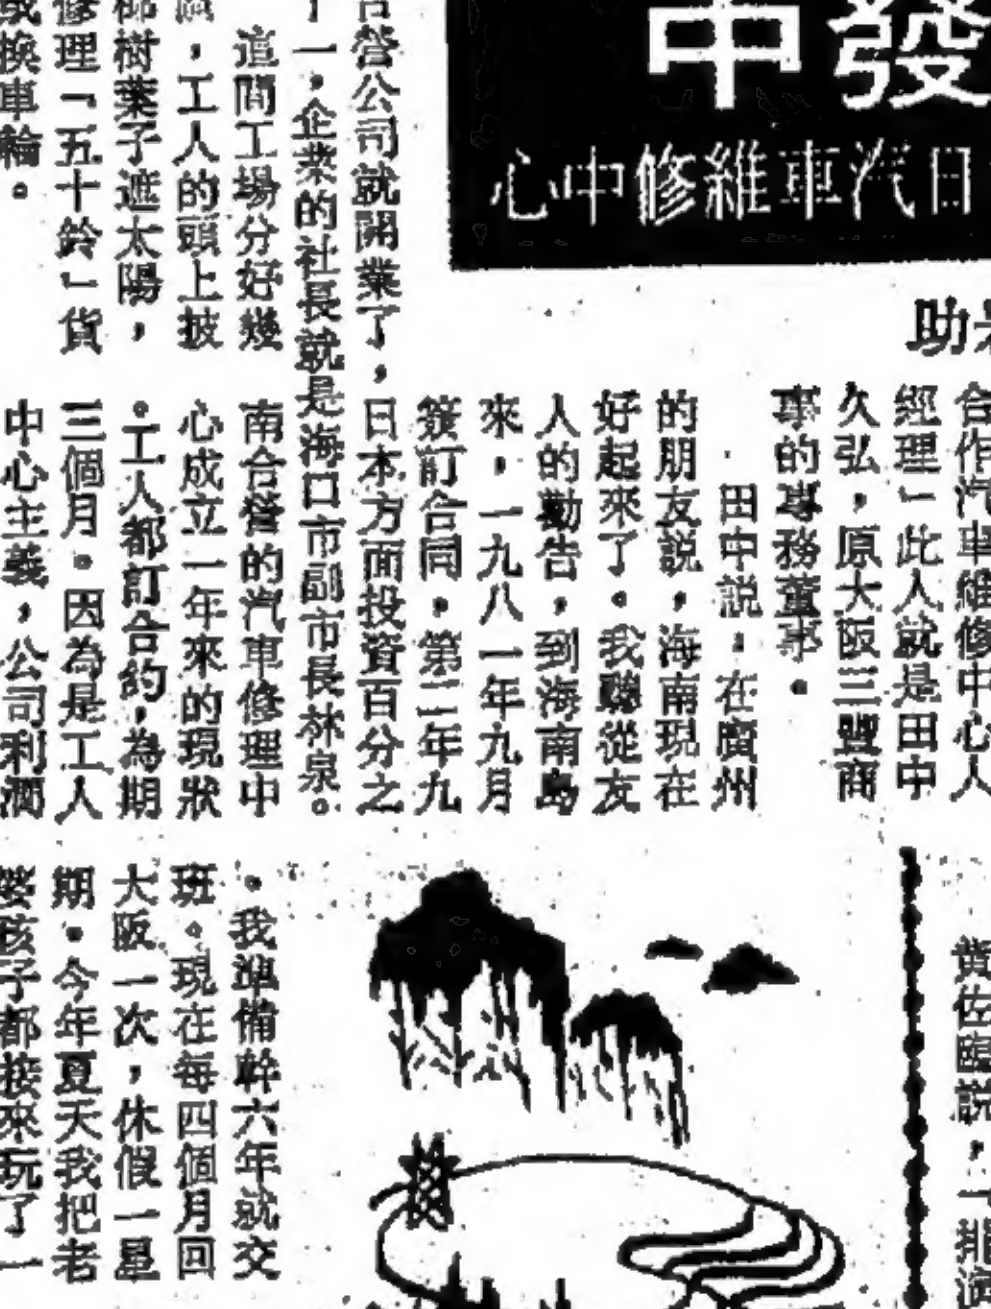 發中
日汽車維修中心
助
合作汽車維修中心人
經理」此人就是田中
久弘，原大阪三豐商
事的專務董事。
田中説：在廣州
的朋友説，海南現在
好起來了。我聽從友
人的勸告，到海南島
來，一九八一年九月
簽訂合同。第二年九
營公司就開業了，日本方面投資百分之
一，企業的社長就是海口市副市長林泉。
這間工場分好幾
，工人的頭上披
椰樹葉子遮太陽，
修理「五十鈴」貨
或換車輪。
南合營的汽車修理中
心成立一年來的現狀
。工人都訂合約，為期
三個月。因為是工人
中心主義，公司利潤
。我準備幹六年就交
班。現在每四個月回
大阪一次，休假一星
期。今年夏天我把老
婆孩子都接來玩了一
黃佐臨説，「排演